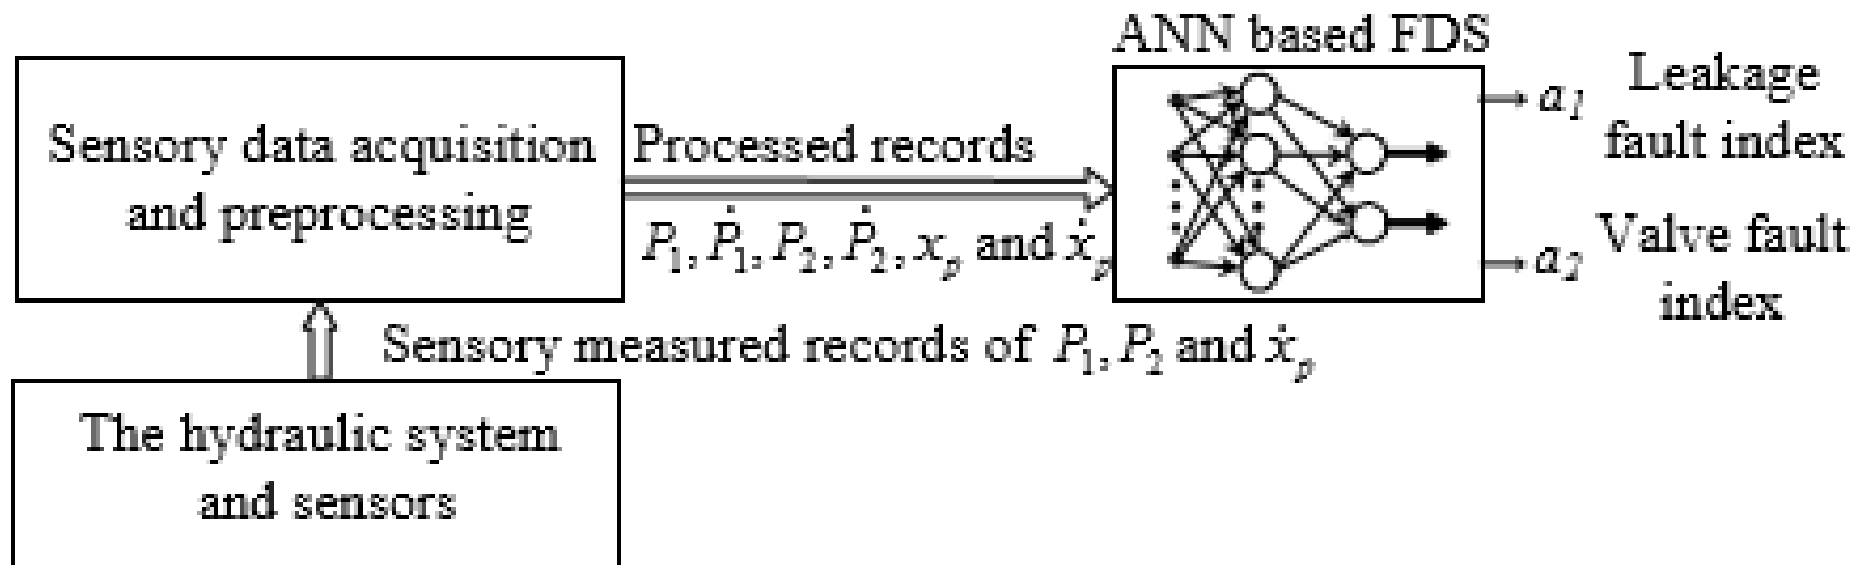 ANN based FDS
Sensory data acquisition
and preprocessing
Processed records
P₁, Ṗ₁, P₂, Ṗ₂, xₚ and ẋₚ
a₁
Leakage
fault index
a₂
Valve fault
index
Sensory measured records of P₁, P₂ and ẋₚ
The hydraulic system
and sensors